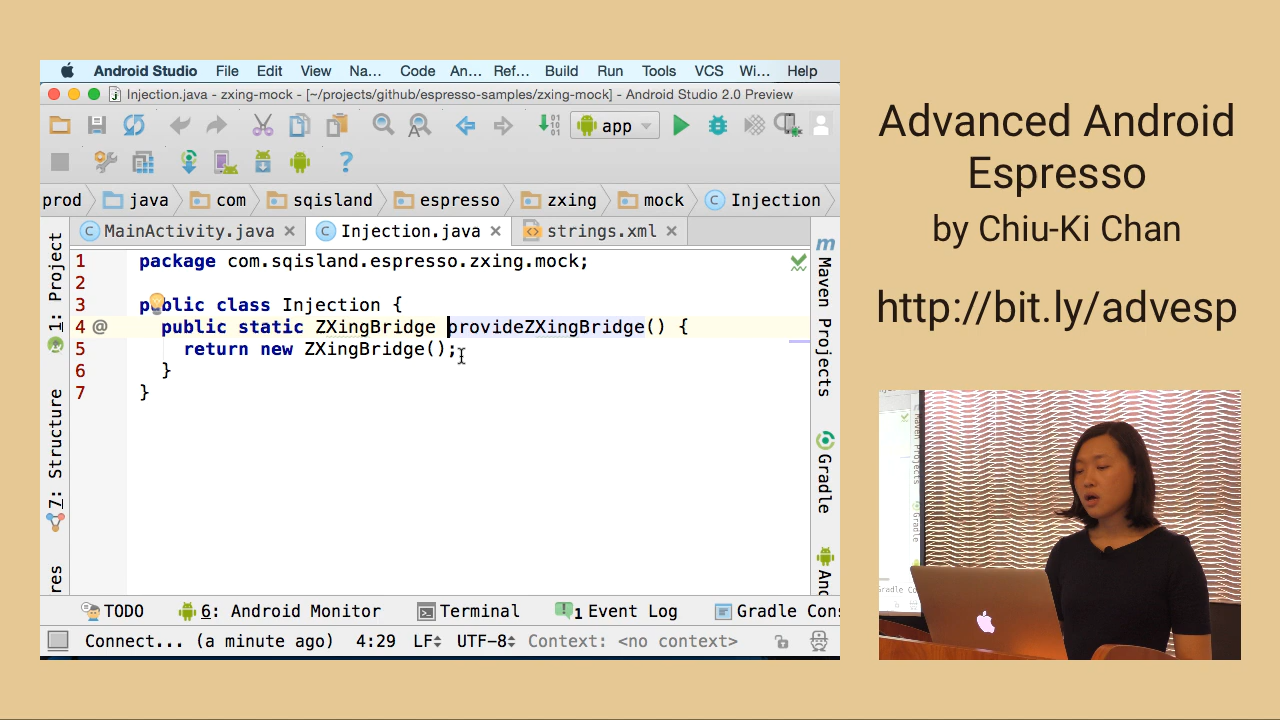 Android Studio File Edit View Na... Code An... Ref... Build Run Tools VCS Wi... Help
Injection.java - zxing-mock - [~/projects/github/espresso-samples/zxing-mock] - Android Studio 2.0 Preview
app
prod java com sqisland espresso zxing mock Injection
MainActivity.java Injection.java strings.xml
1 package com.sqisland.espresso.zxing.mock;
2
3 public class Injection {
4 @ public static ZXingBridge provideZXingBridge() {
5 return new ZXingBridge();
6 }
7 }
1: Project
7: Structure
res
Maven Projects
Gradle
TODO 6: Android Monitor Terminal 1 Event Log Gradle Cons
Connect... (a minute ago) 4:29 LF UTF-8 Context: <no context>
Advanced Android
Espresso
by Chiu-Ki Chan
http://bit.ly/advesp